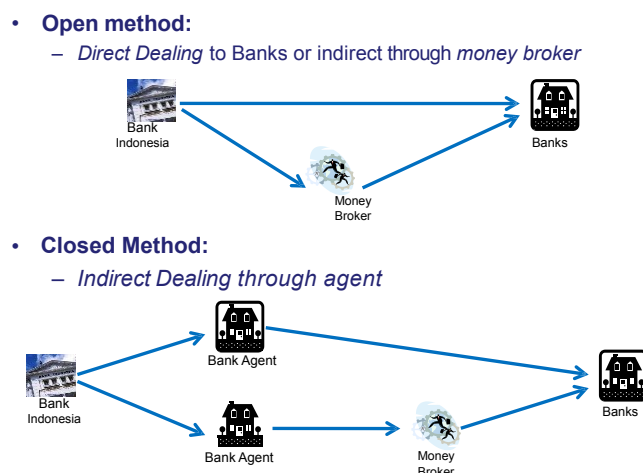 • Open method:
– Direct Dealing to Banks or indirect through money broker
Bank
Indonesia
Banks
Money
Broker
• Closed Method:
– Indirect Dealing through agent
Bank Agent
Bank
Indonesia
Banks
Bank Agent
Money
Broker